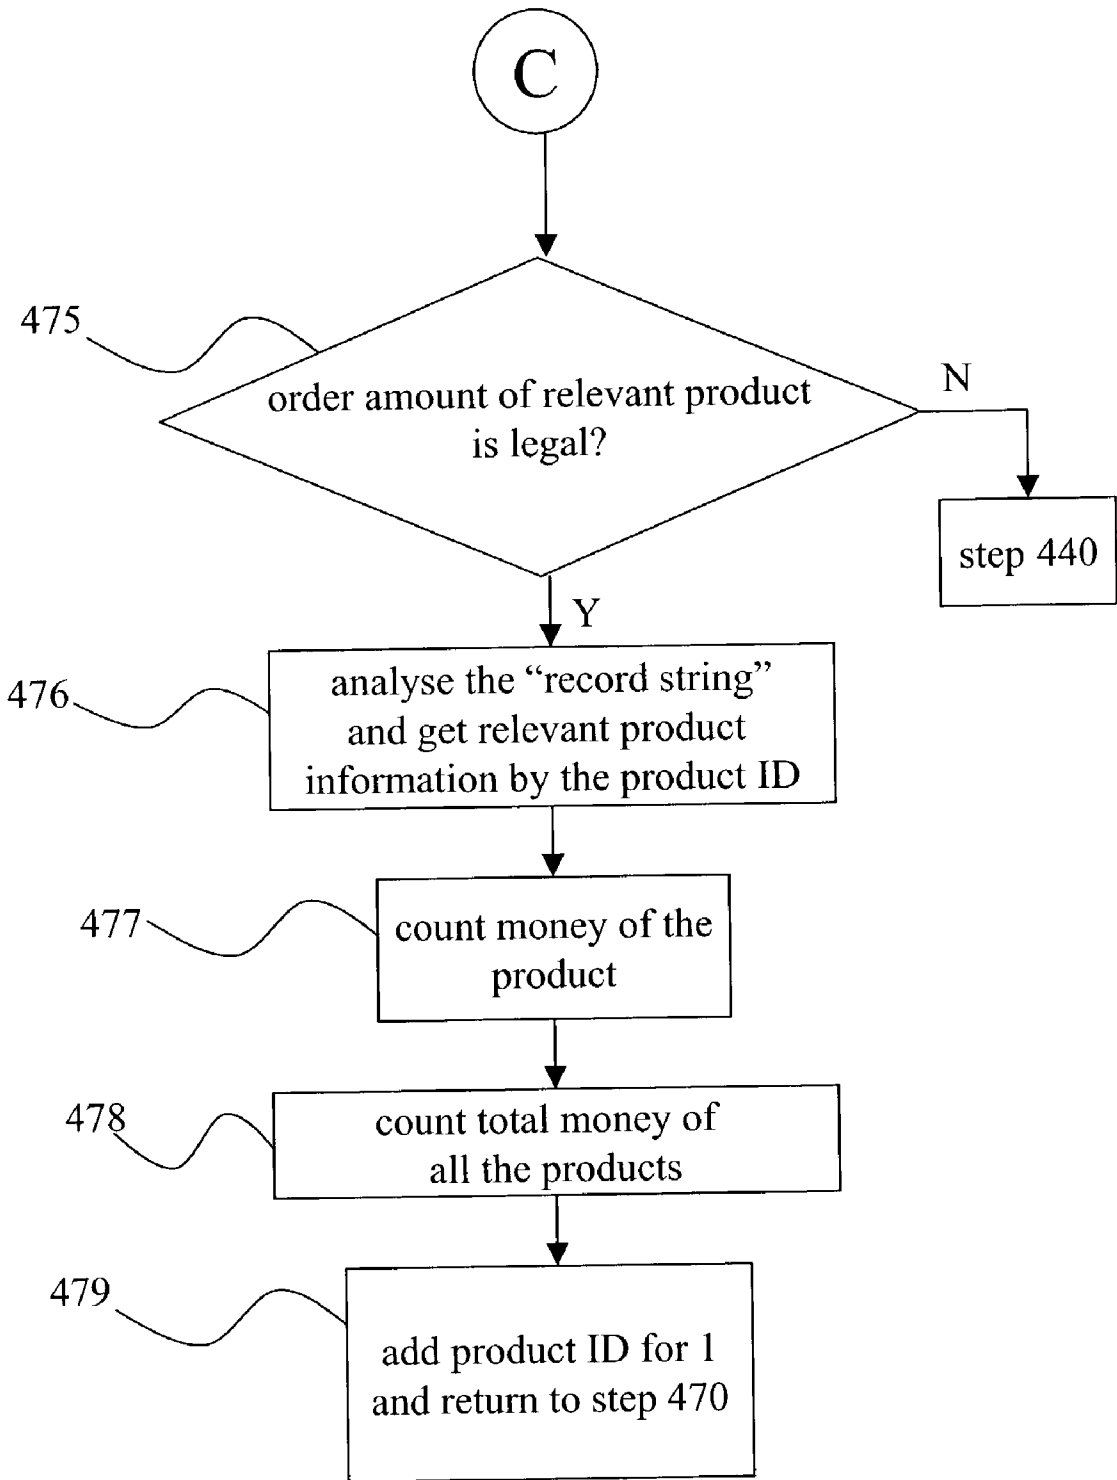 C
475
order amount of relevant product
is legal?
N
step 440
Y
476
analyse the “record string”
and get relevant product
information by the product ID
477
count money of the
product
478
count total money of
all the products
479
add product ID for 1
and return to step 470